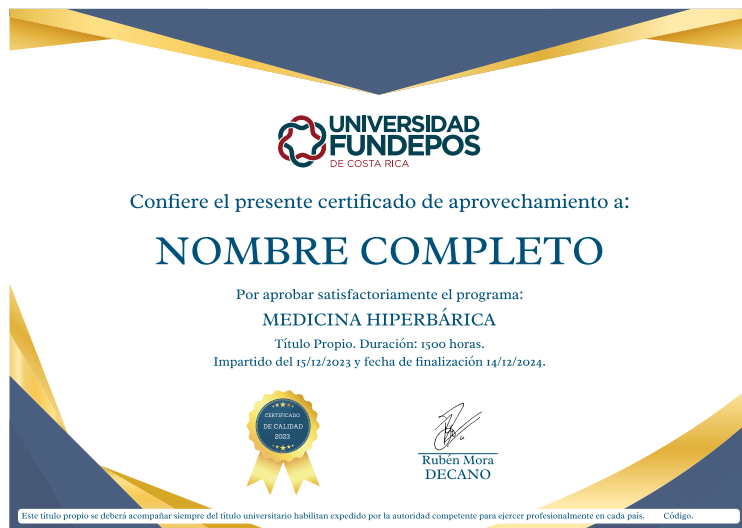 UNIVERSIDAD
FUNDEPOS
DE COSTA RICA
Confiere el presente certificado de aprovechamiento a:
NOMBRE COMPLETO
Por aprobar satisfactoriamente el programa:
MEDICINA HIPERBÁRICA
Título Propio. Duración: 1500 horas.
Impartido del 15/12/2023 y fecha de finalización 14/12/2024.
CERTIFICADO
DE CALIDAD
2023
Rubén Mora
DECANO
Este título propio se deberá acompañar siempre del título universitario habilitan expedido por la autoridad competente para ejercer profesionalmente en cada país. Código.